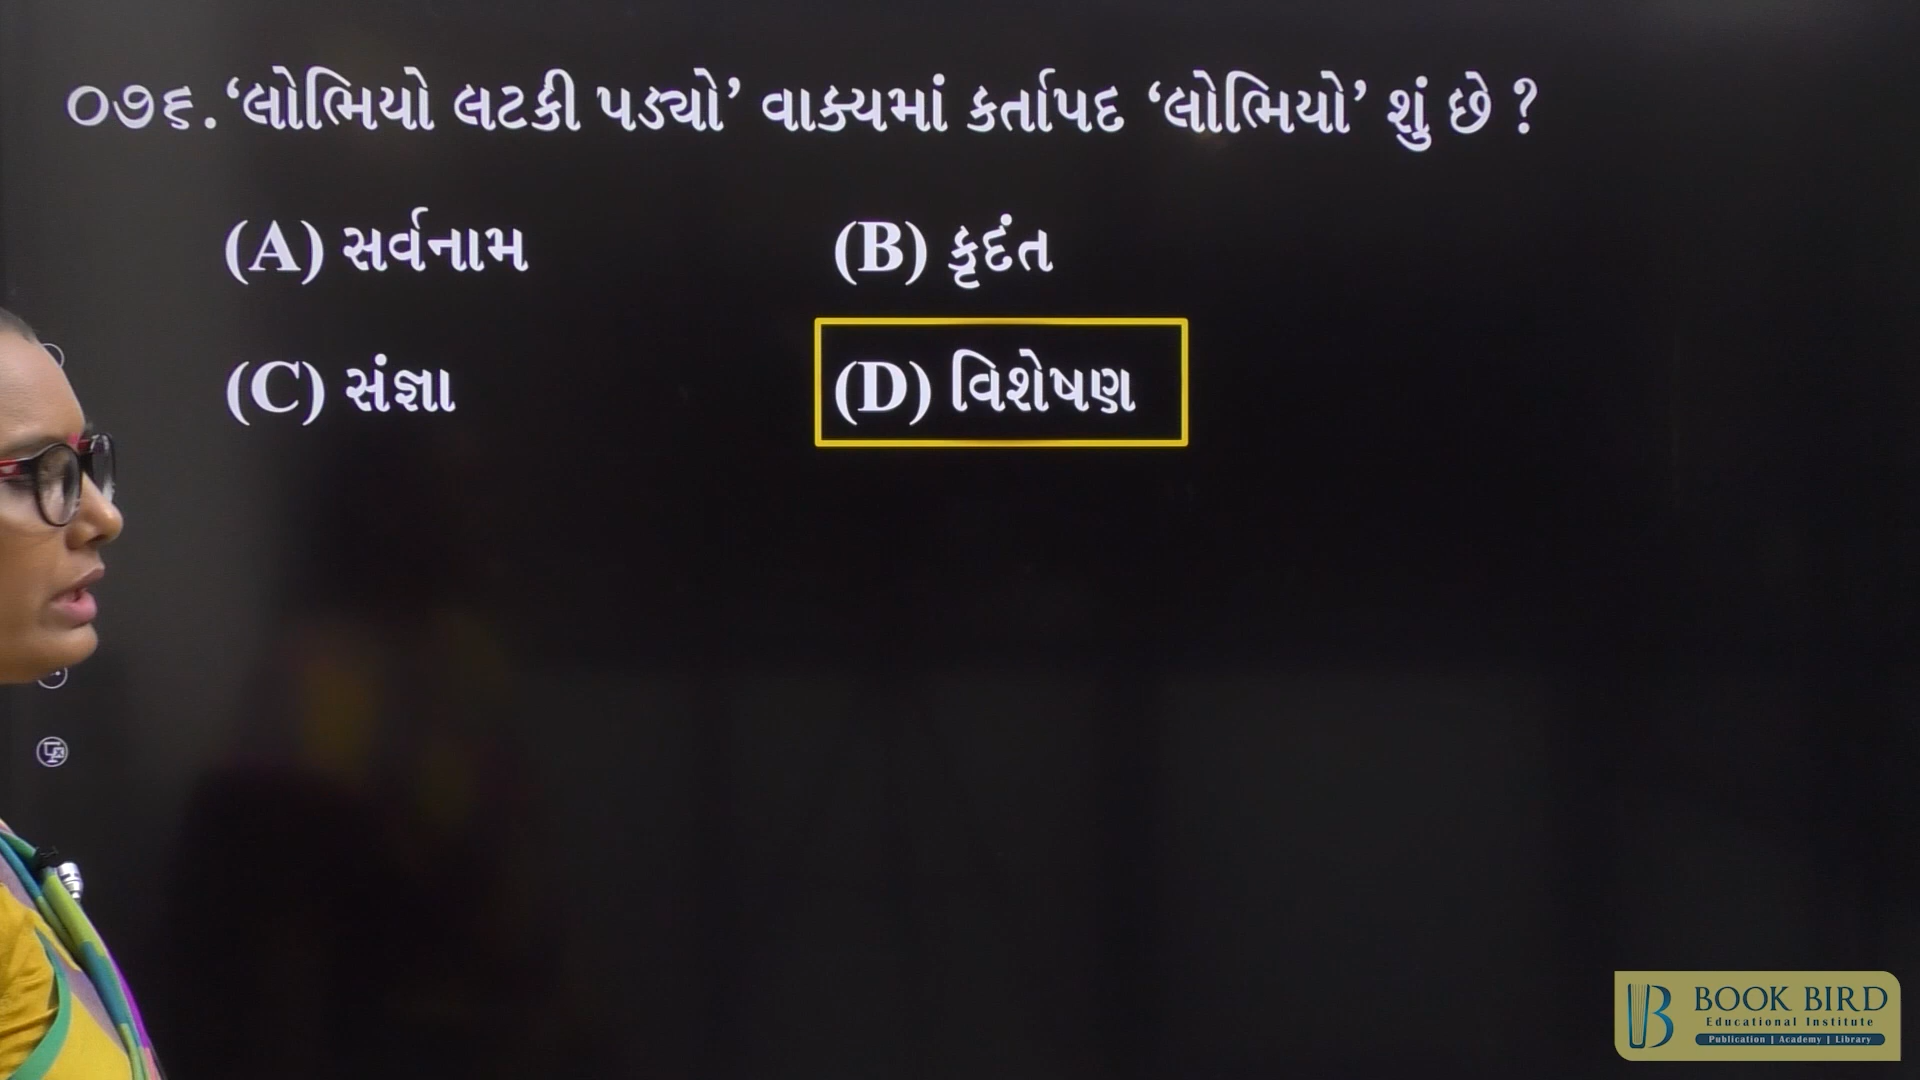 ૦૭૬. ‘લોભિયો લટકી પડ્યો’ વાક્યમાં કર્તાપદ ‘લોભિયો’ શું છે ?
(A) સર્વનામ (B) કૃદંત
(C) સંજ્ઞા (D) વિશેષણ
BOOK BIRD
Educational Institute
Publication | Academy | Library